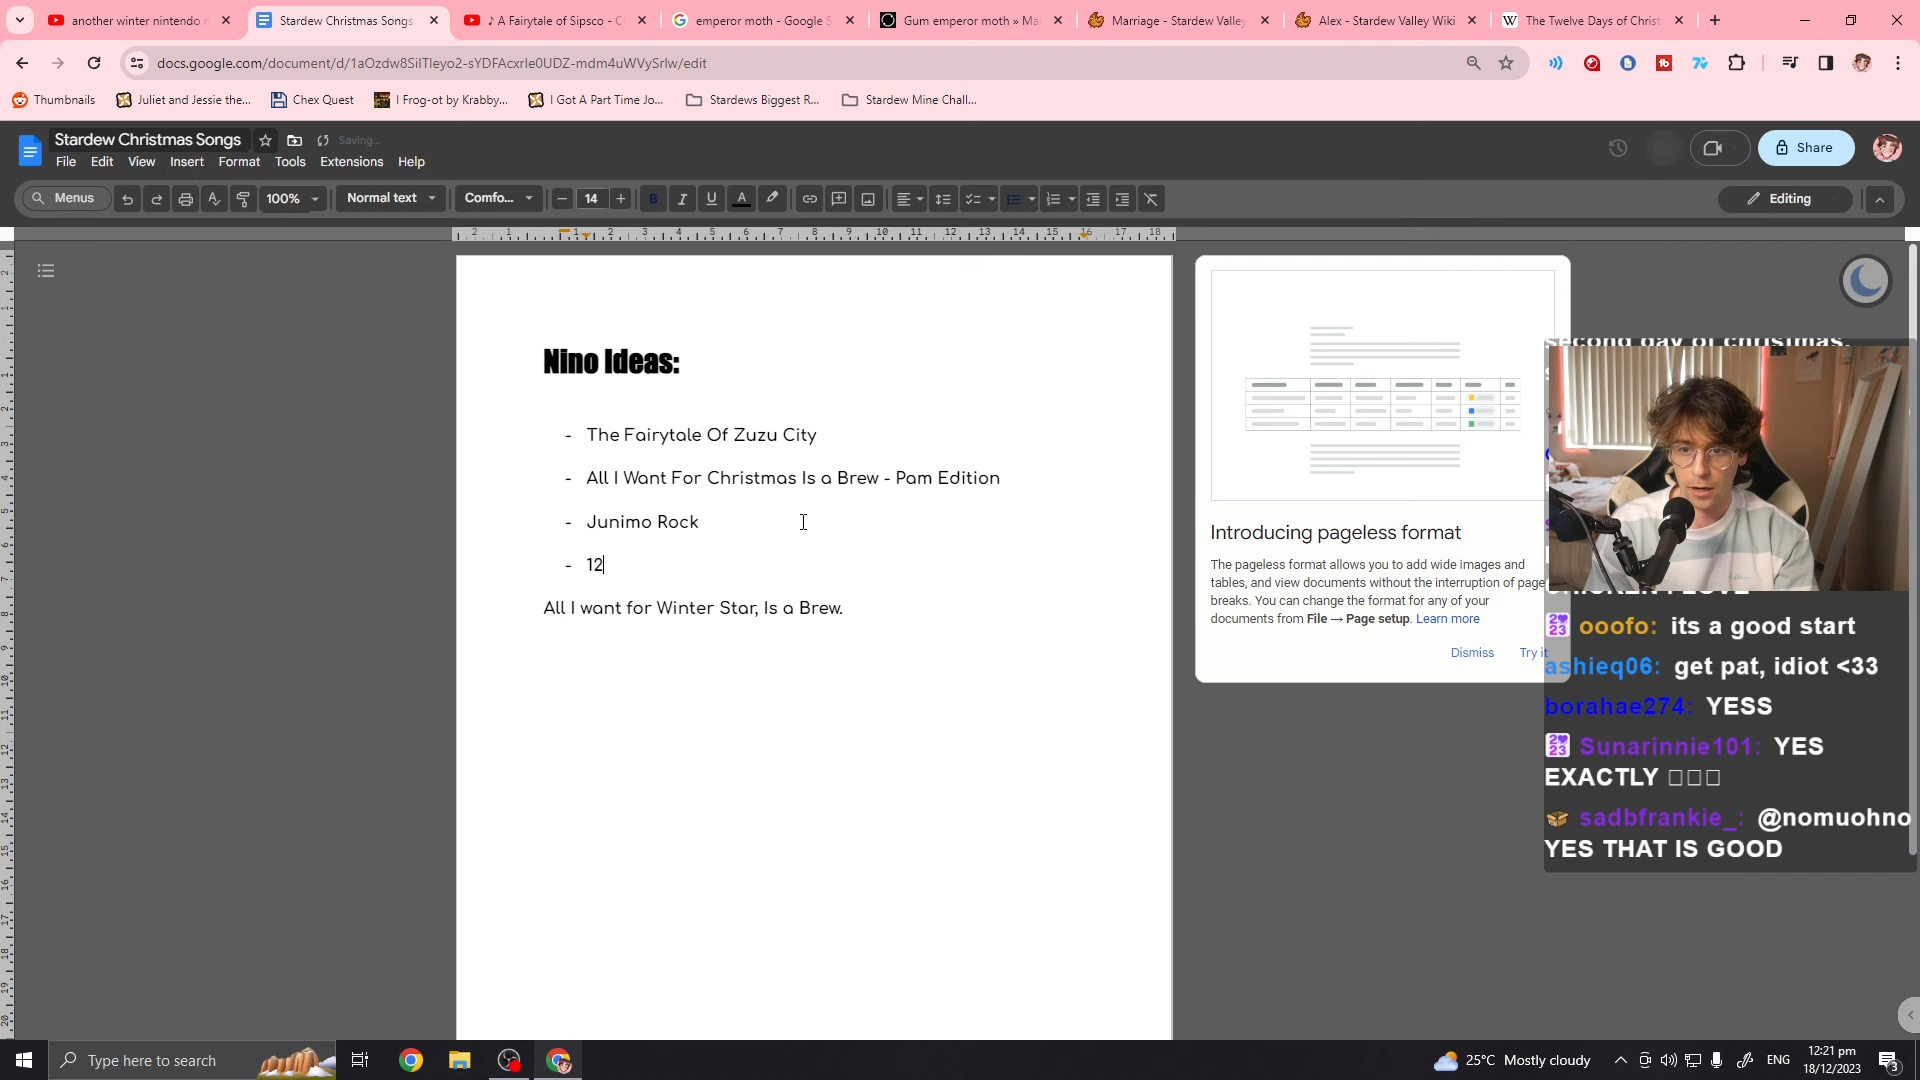 another winter nintendo
Stardew Christmas Songs
♪ A Fairytale of Sipsco - C
emperor moth - Google S
Gum emperor moth » Ma
Marriage - Stardew Valley
Alex - Stardew Valley Wiki
The Twelve Days of Christ
docs.google.com/document/d/1aOzdw8SilTleyo2-sYDFAcxrle0UDZ-mdm4uWVySrlw/edit
Thumbnails
Juliet and Jessie the...
Chex Quest
I Frog-ot by Krabby...
I Got A Part Time Jo...
Stardews Biggest R...
Stardew Mine Chall...
Stardew Christmas Songs
Saving...
File Edit View Insert Format Tools Extensions Help
Share
Menus
100%
Normal text
Comfo...
14
Editing
Nino Ideas:
- The Fairytale Of Zuzu City
- All I Want For Christmas Is a Brew - Pam Edition
- Junimo Rock
- 12
All I want for Winter Star, Is a Brew.
Introducing pageless format
The pageless format allows you to add wide images and
tables, and view documents without the interruption of page
breaks. You can change the format for any of your
documents from File → Page setup. Learn more
Dismiss Try it
second day of christmas,
CHICKEN I LOVE
ooofo: its a good start
ashieq06: get pat, idiot <33
borahae274: YESS
Sunarinnie101: YES
EXACTLY
sadbfrankie_: @nomuohno
YES THAT IS GOOD
Type here to search
25°C Mostly cloudy
ENG
12:21 pm
18/12/2023
3